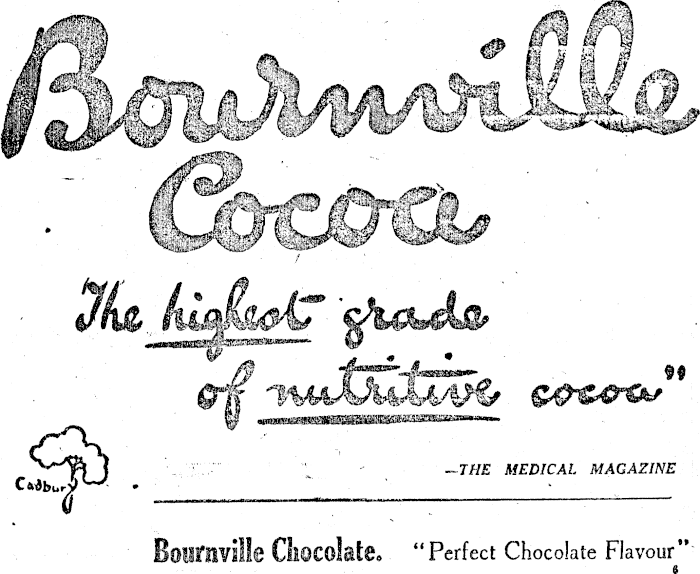 Bournville
Cocoa
The highest grade
of nutritive cocoa"
—THE MEDICAL MAGAZINE
Cadbury
Bournville Chocolate. "Perfect Chocolate Flavour".
6